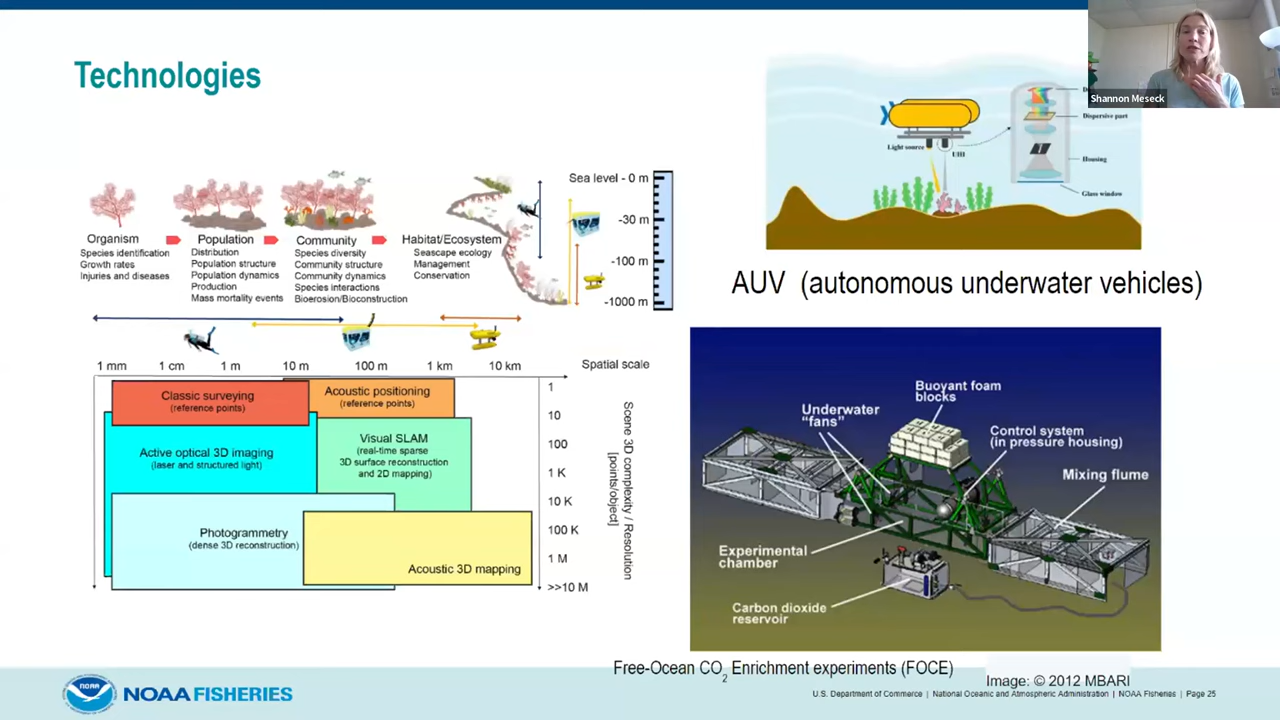 Technologies
Shannon Meseck
Dispersive part
Light source
UHI
Housing
Glass window
AUV (autonomous underwater vehicles)
Sea level - 0 m
-30 m
-100 m
-1000 m
Organism
Species identification
Growth rates
Injuries and diseases
Population
Distribution
Population structure
Population dynamics
Production
Mass mortality events
Community
Species diversity
Community structure
Community dynamics
Species interactions
Bioerosion/Bioconstruction
Habitat/Ecosystem
Seascape ecology
Management
Conservation
1 mm 1 cm 1 m 10 m 100 m 1 km 10 km Spatial scale
Classic surveying
(reference points)
Acoustic positioning
(reference points)
Active optical 3D imaging
(laser and structured light)
Visual SLAM
(real-time sparse
3D surface reconstruction
and 2D mapping)
Photogrammetry
(dense 3D reconstruction)
Acoustic 3D mapping
1
10
100
1 K
10 K
100 K
1 M
>>10 M
Scene 3D complexity / Resolution
[points/object]
Buoyant foam
blocks
Underwater
"fans"
Control system
(in pressure housing)
Mixing flume
Experimental
chamber
Carbon dioxide
reservoir
Free-Ocean CO2 Enrichment experiments (FOCE)
Image: © 2012 MBARI
NOAA
NOAA FISHERIES
U.S. Department of Commerce | National Oceanic and Atmospheric Administration | NOAA Fisheries | Page 25